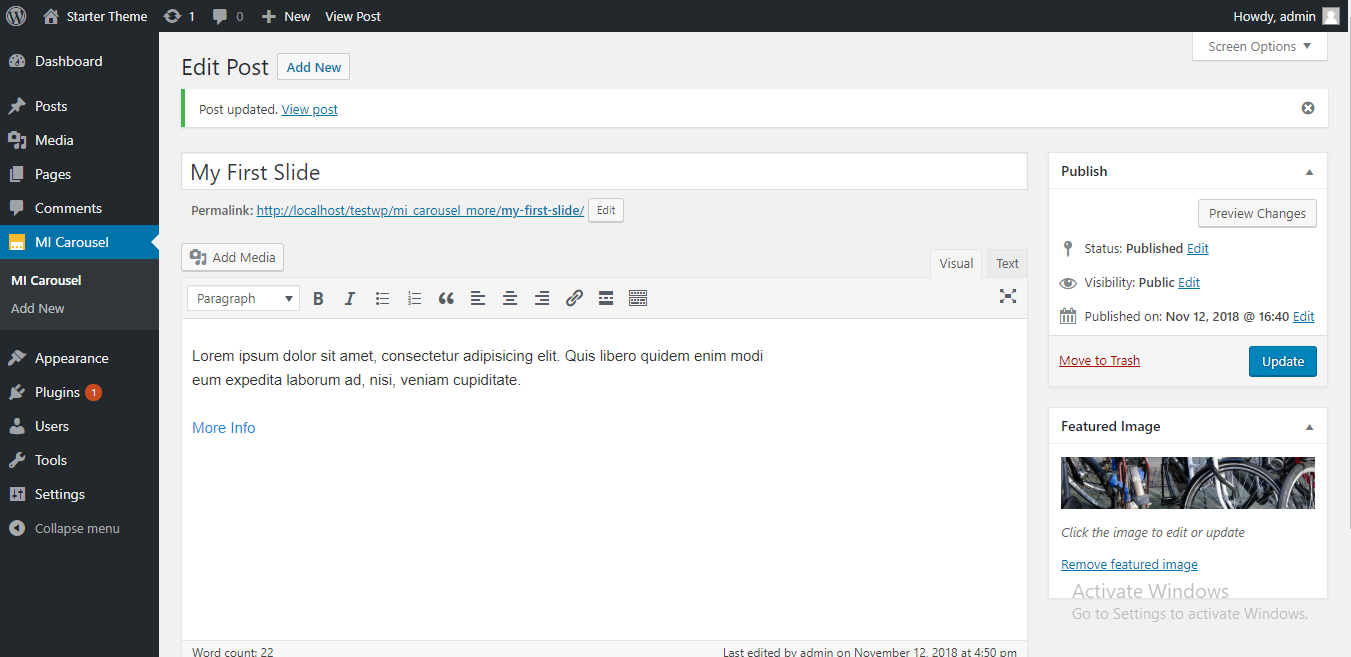 Starter Theme 1 0 New View Post Howdy, admin
Screen Options
Dashboard
Posts
Media
Pages
Comments
MI Carousel
MI Carousel
Add New
Appearance
Plugins 1
Users
Tools
Settings
Collapse menu
Edit Post Add New
Post updated. View post
My First Slide
Permalink: http://localhost/testwp/mi_carousel_more/my-first-slide/ Edit
Add Media
Visual Text
Paragraph
Lorem ipsum dolor sit amet, consectetur adipisicing elit. Quis libero quidem enim modi
eum expedita laborum ad, nisi, veniam cupiditate.
More Info
Word count: 22 Last edited by admin on November 12, 2018 at 4:50 pm
Publish
Preview Changes
Status: Published Edit
Visibility: Public Edit
Published on: Nov 12, 2018 @ 16:40 Edit
Move to Trash Update
Featured Image
Click the image to edit or update
Remove featured image
Activate Windows
Go to Settings to activate Windows.